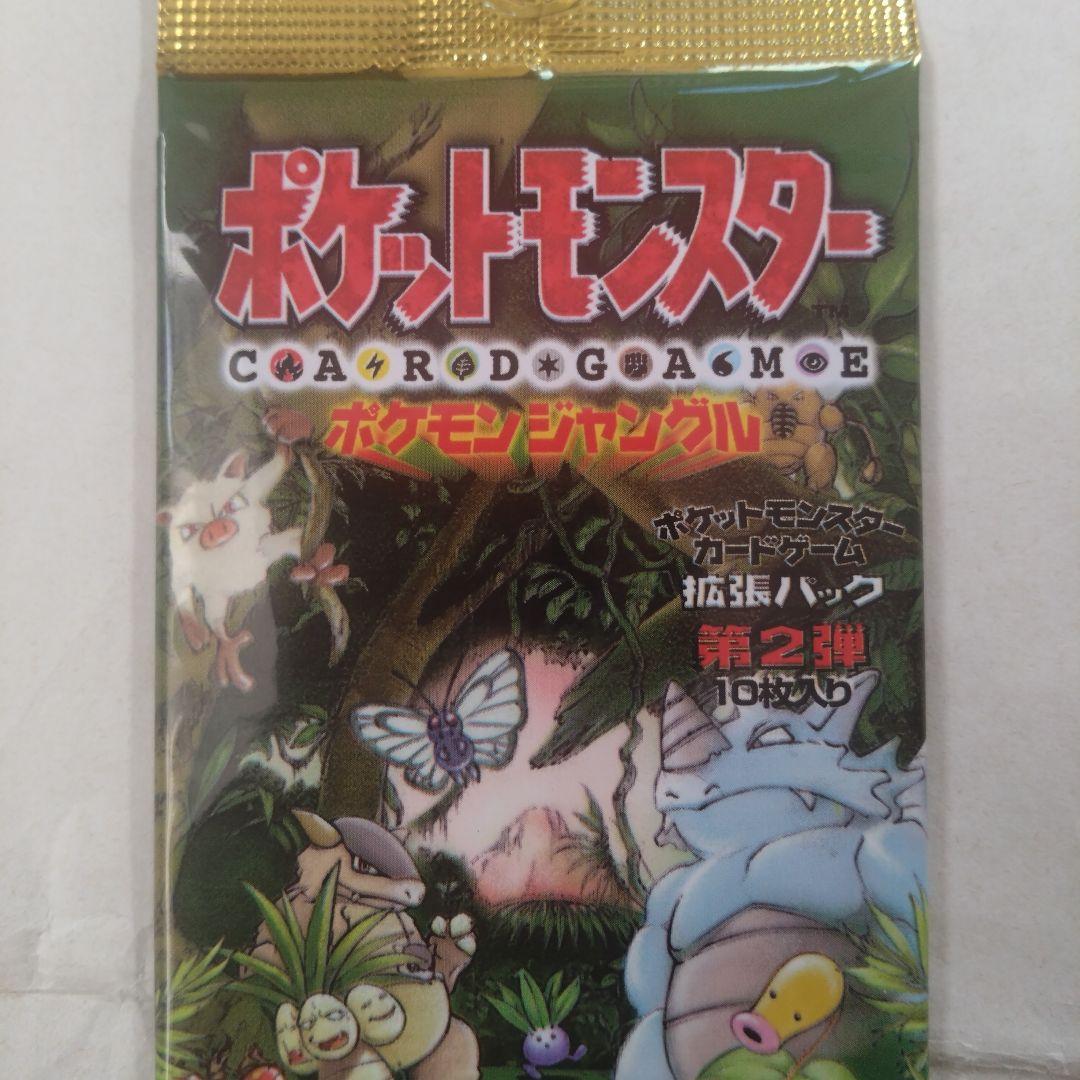 ポケットモンスター
TM
CARD GAME
ポケモンジャングル
ポケットモンスター
カードゲーム
拡張パック
第2弾
10枚入り